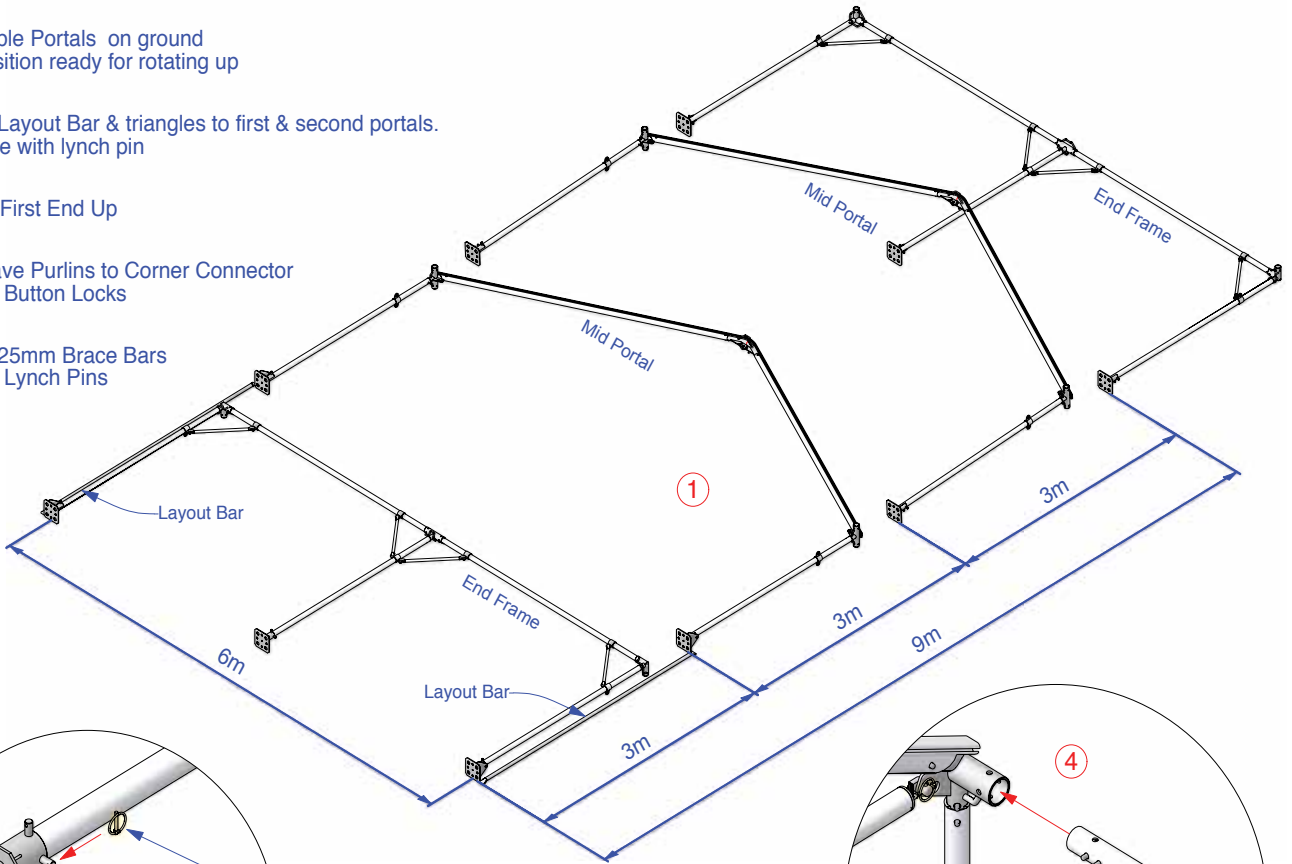 ble Portals on ground
sition ready for rotating up
Layout Bar & triangles to first & second portals.
e with lynch pin
First End Up
ave Purlins to Corner Connector
Button Locks
25mm Brace Bars
Lynch Pins
Mid Portal
End Frame
Mid Portal
1
3m
Layout Bar
End Frame
3m
9m
6m
Layout Bar
3m
4